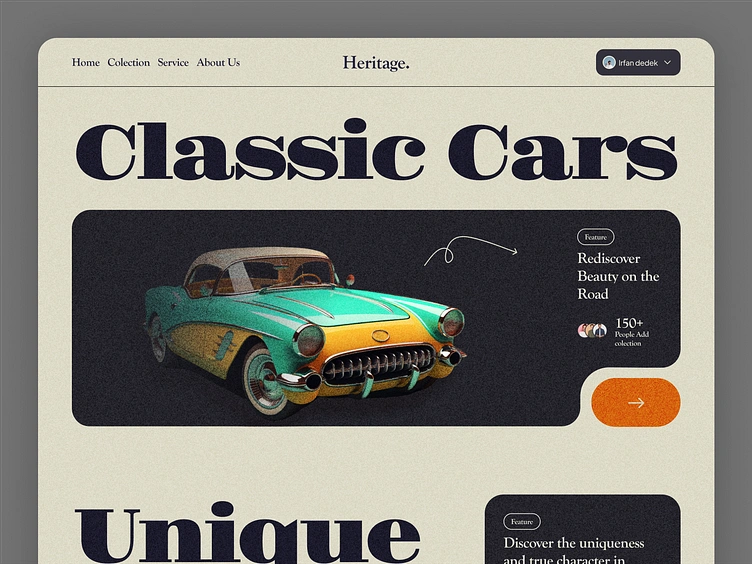 Home Colection Service About Us
Heritage.
Irfan dedek
Classic Cars
Feature
Rediscover
Beauty on the
Road
150+
People Add
colection
Unique
Feature
Discover the uniqueness
and true character in